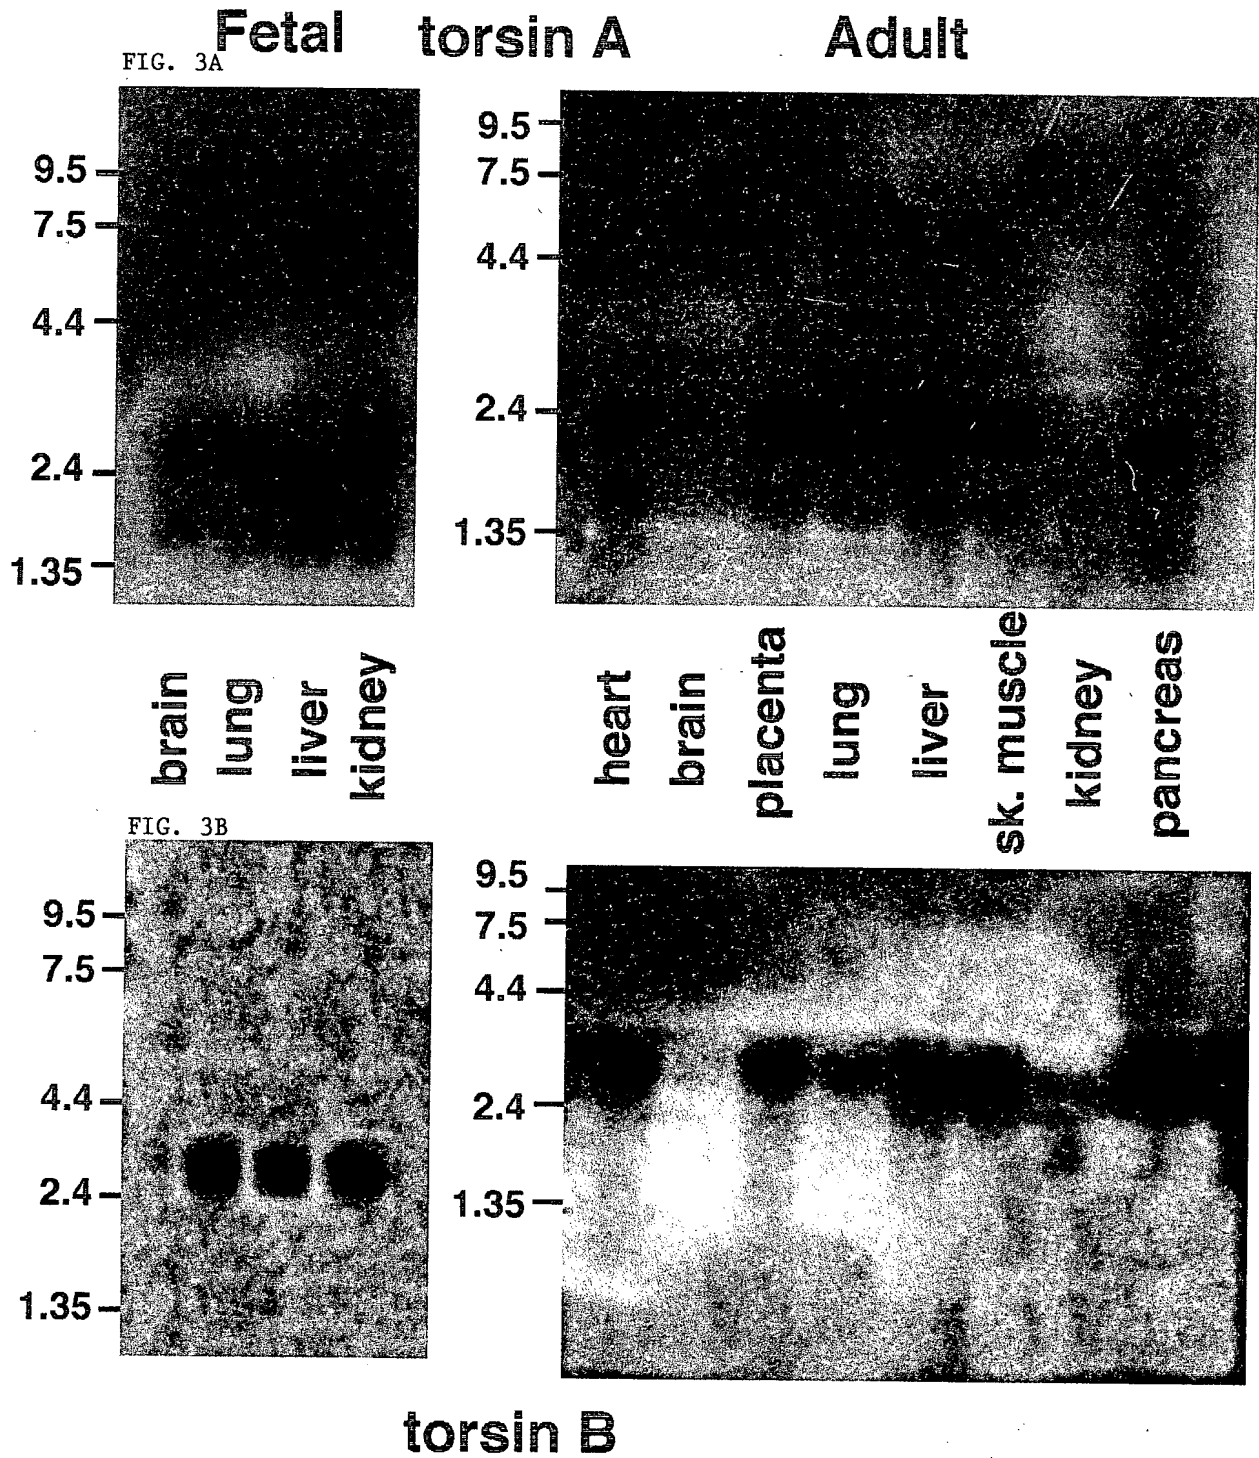 Fetal torsin A Adult
FIG. 3A
9.5
7.5
4.4
2.4
1.35
9.5
7.5
4.4
2.4
1.35
brain
lung
liver
kidney
heart
brain
placenta
lung
liver
sk. muscle
kidney
pancreas
FIG. 3B
9.5
7.5
4.4
2.4
1.35
9.5
7.5
4.4
2.4
1.35
torsin B